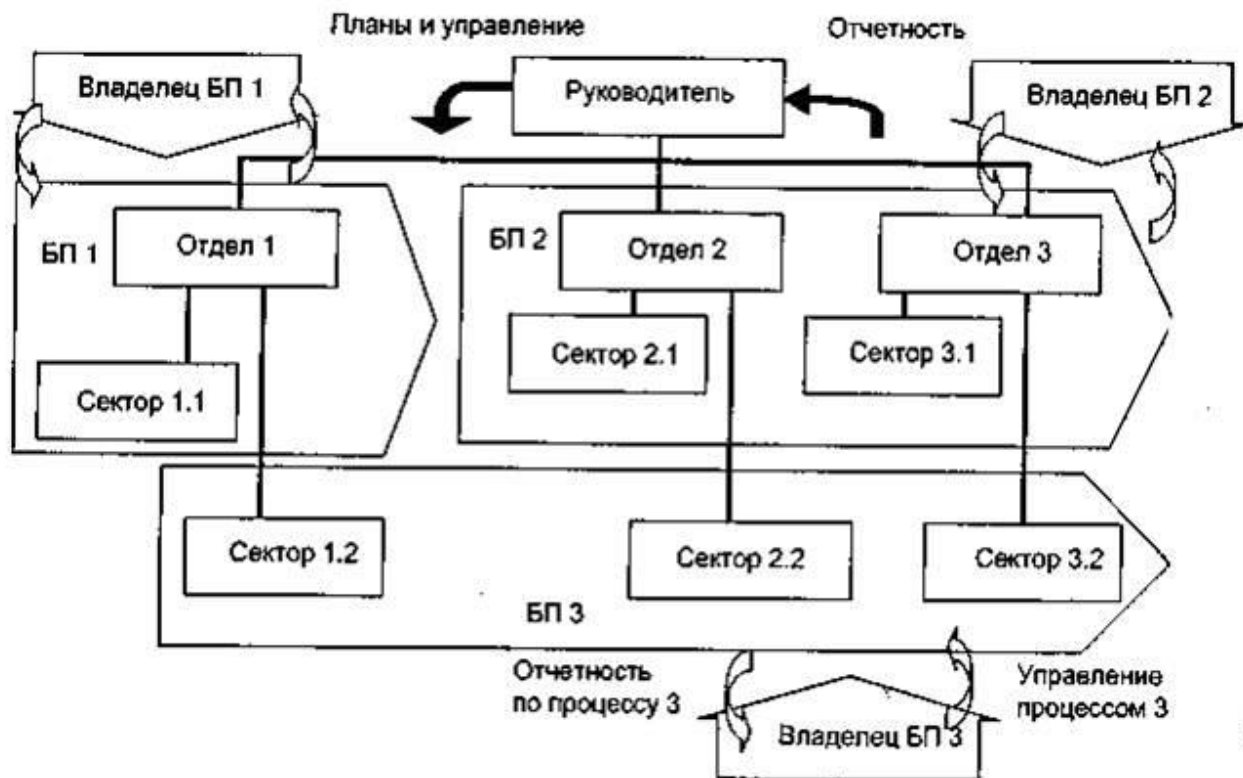 Планы и управление
Отчетность
Владелец БП 1
Руководитель
Владелец БП 2
БП 1
Отдел 1
БП 2
Отдел 2
Отдел 3
Сектор 1.1
Сектор 2.1
Сектор 3.1
Сектор 1.2
Сектор 2.2
Сектор 3.2
БП 3
Отчетность
по процессу 3
Управление
процессом 3
Владелец БП 3